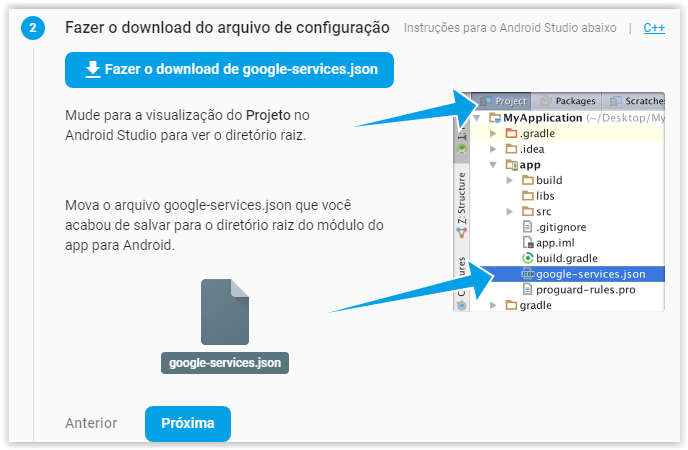 2 Fazer o download do arquivo de configuração Instruções para o Android Studio abaixo | C++
Fazer o download de google-services.json
Mude para a visualização do Projeto no
Android Studio para ver o diretório raiz.
Mova o arquivo google-services.json que você
acabou de salvar para o diretório raiz do módulo do
app para Android.
google-services.json
Project Packages Scratches
MyApplication (~/Desktop/My
.gradle
.idea
app
build
libs
src
.gitignore
app.iml
build.gradle
google-services.json
proguard-rules.pro
gradle
Z: Structure
Anterior Próxima